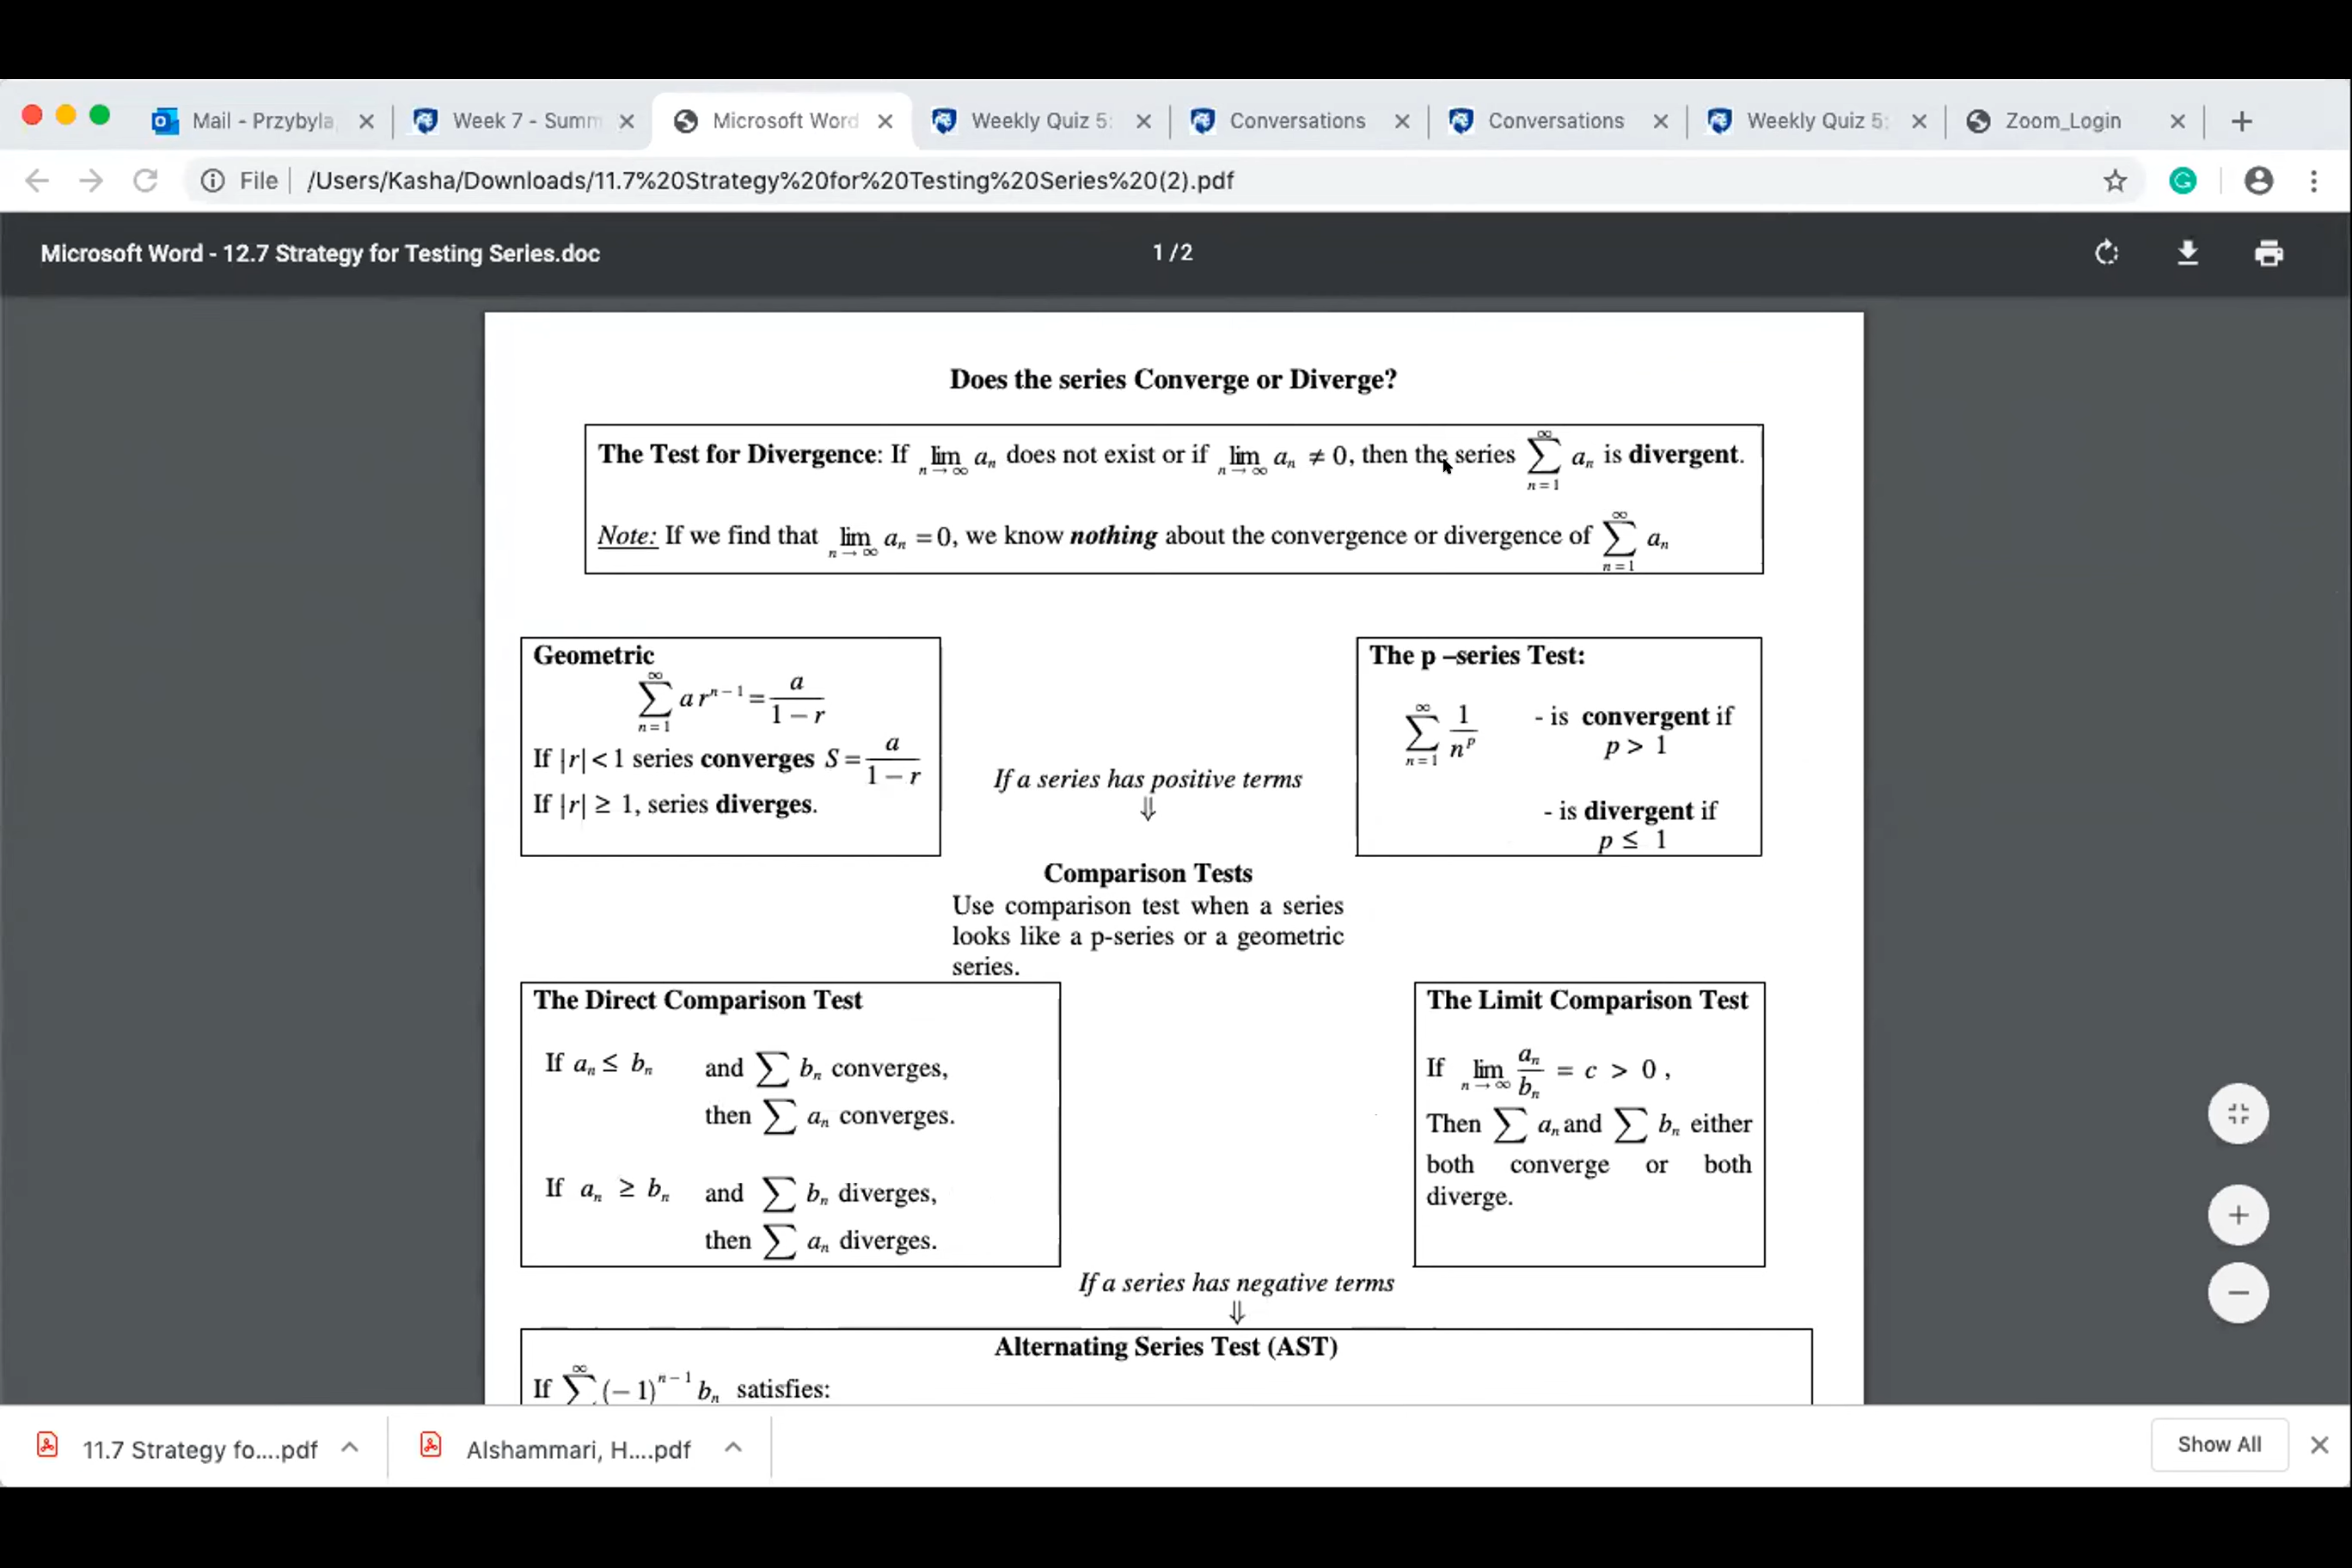 Mail - Przybyla,
Week 7 - Summ
Microsoft Word
Weekly Quiz 5:
Conversations
Conversations
Weekly Quiz 5:
Zoom_Login
File /Users/Kasha/Downloads/11.7%20Strategy%20for%20Testing%20Series%20(2).pdf
Microsoft Word - 12.7 Strategy for Testing Series.doc
1 / 2
Does the series Converge or Diverge?
The Test for Divergence: If lim_{n→∞} a_n does not exist or if lim_{n→∞} a_n ≠ 0, then the series ∑_{n=1}^{∞} a_n is divergent.
Note: If we find that lim_{n→∞} a_n = 0, we know nothing about the convergence or divergence of ∑_{n=1}^{∞} a_n
Geometric
∑_{n=1}^{∞} a r^{n-1} = a/(1-r)
If |r| < 1 series converges S = a/(1-r)
If |r| ≥ 1, series diverges.
If a series has positive terms
⇓
The p –series Test:
∑_{n=1}^{∞} 1/n^p - is convergent if
p > 1
- is divergent if
p ≤ 1
Comparison Tests
Use comparison test when a series
looks like a p-series or a geometric
series.
The Direct Comparison Test
If a_n ≤ b_n and ∑ b_n converges,
then ∑ a_n converges.
If a_n ≥ b_n and ∑ b_n diverges,
then ∑ a_n diverges.
The Limit Comparison Test
If lim_{n→∞} a_n/b_n = c > 0 ,
Then ∑ a_n and ∑ b_n either
both converge or both
diverge.
If a series has negative terms
⇓
Alternating Series Test (AST)
If ∑^{∞} (-1)^{n-1} b_n satisfies:
11.7 Strategy fo....pdf
Alshammari, H....pdf
Show All